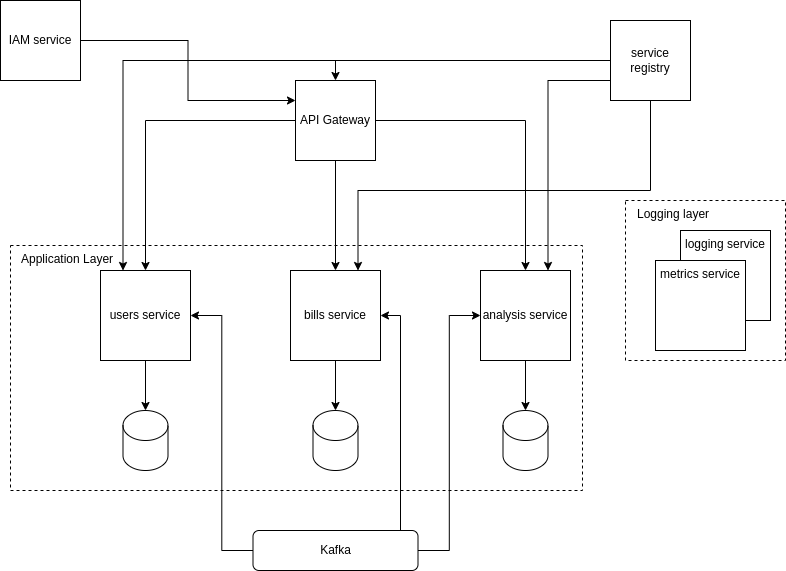 IAM service
service
registry
API Gateway
Logging layer
logging service
metrics service
Application Layer
users service
bills service
analysis service
Kafka